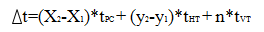 Δt=(X₂-X₁)*tPC + (y₂-y₁)*tHT + n*tVT